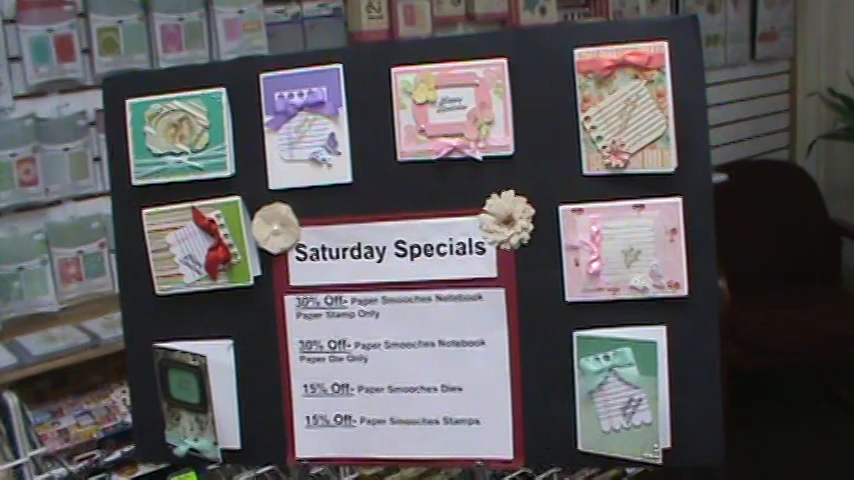 Saturday Specials
30% Off- Paper Smooches Notebook
Paper Stamp Only
30% Off- Paper Smooches Notebook
Paper Die Only
15% Off- Paper Smooches Dies
15% Off- Paper Smooches Stamps